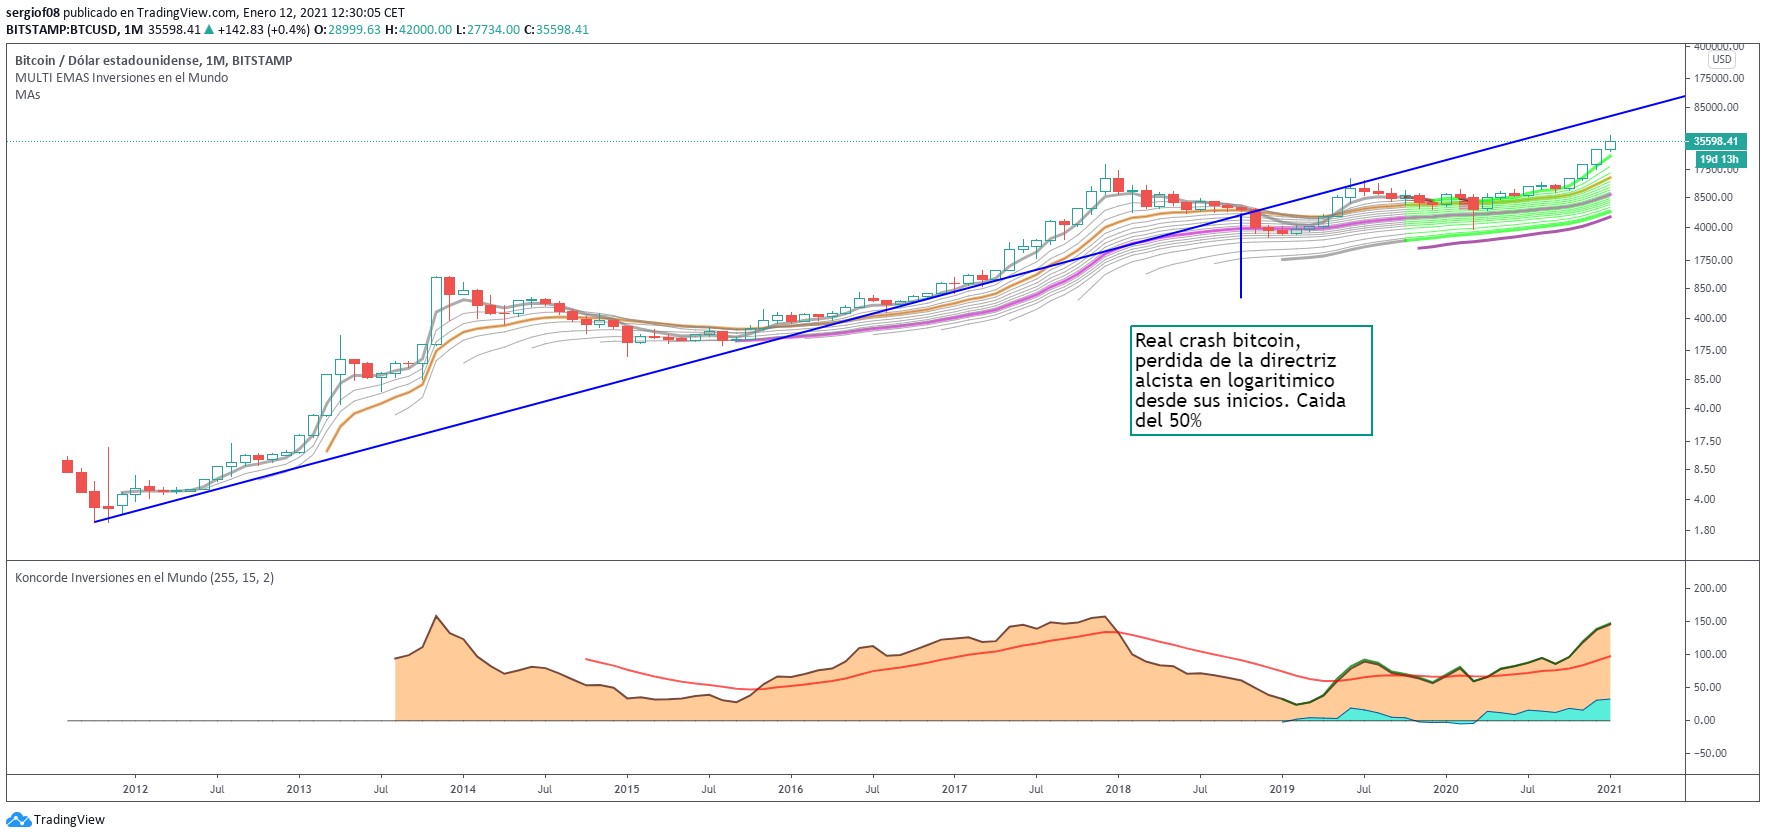 sergiof08 publicado en TradingView.com, Enero 12, 2021 12:30:05 CET
BITSTAMP:BTCUSD, 1M 35598.41 ▲ +142.83 (+0.4%) O:28999.63 H:42000.00 L:27734.00 C:35598.41
Bitcoin / Dólar estadounidense, 1M, BITSTAMP
MULTI EMAS Inversiones en el Mundo
MAs
400000.00
USD
175000.00
85000.00
35598.41
19d 13h
17500.00
8500.00
4000.00
1750.00
850.00
400.00
175.00
85.00
40.00
17.50
8.50
4.00
1.80
Real crash bitcoin,
perdida de la directriz
alcista en logaritimico
desde sus inicios. Caida
del 50%
Koncorde Inversiones en el Mundo (255, 15, 2)
200.00
150.00
100.00
50.00
0.00
−50.00
2012 Jul 2013 Jul 2014 Jul 2015 Jul 2016 Jul 2017 Jul 2018 Jul 2019 Jul 2020 Jul 2021
TradingView